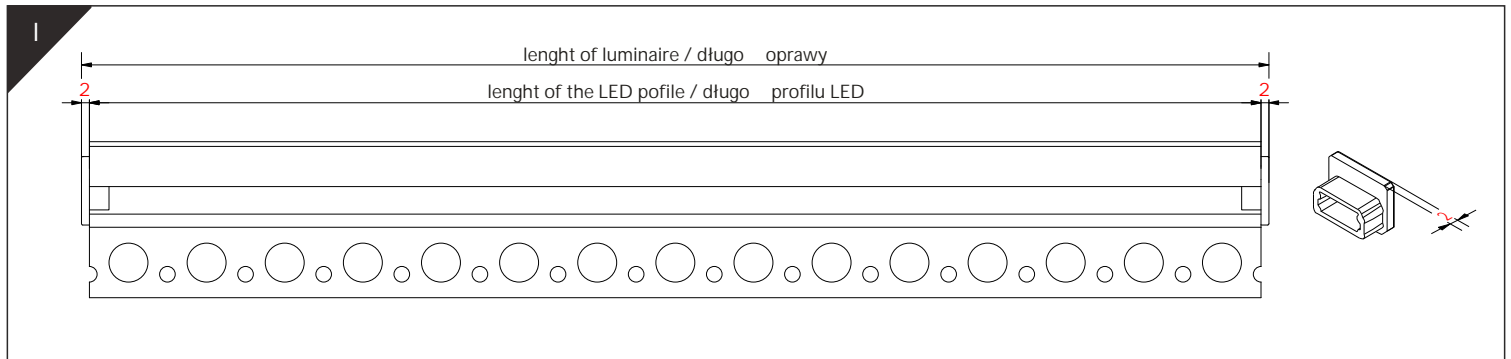 I
lenght of luminaire / długo oprawy
2
2
lenght of the LED pofile / długo profilu LED
2